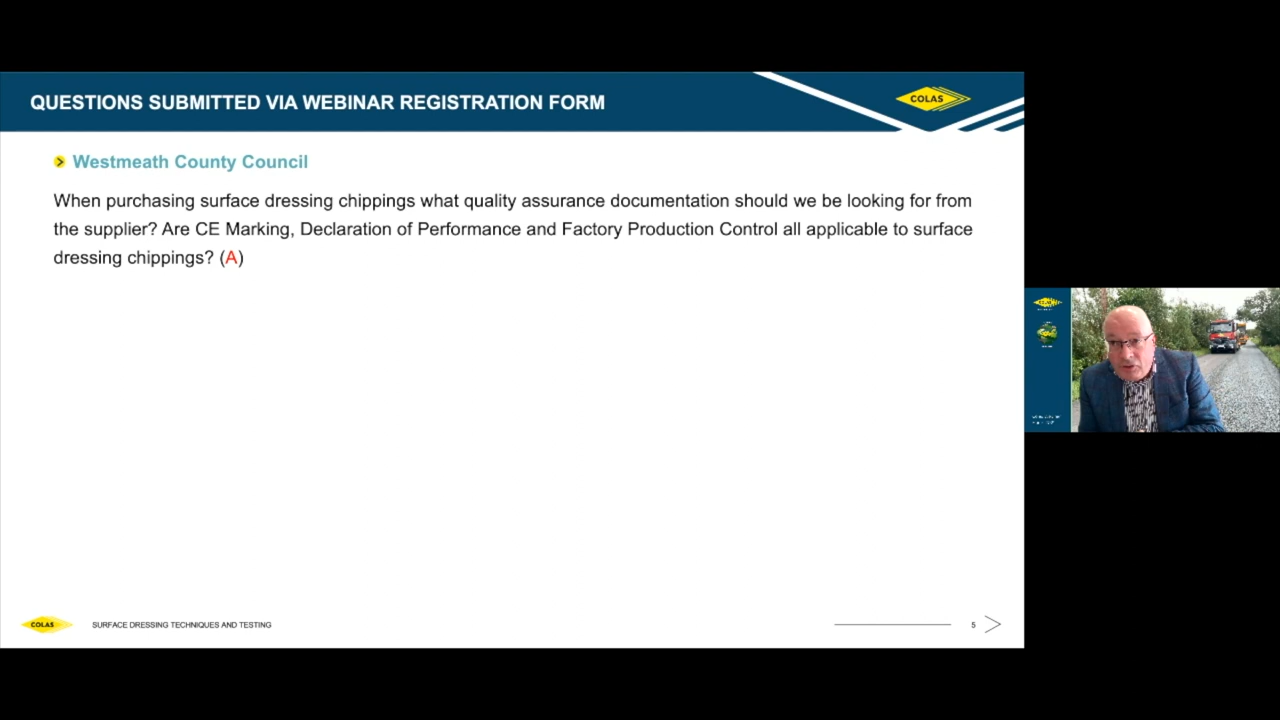 QUESTIONS SUBMITTED VIA WEBINAR REGISTRATION FORM
COLAS
Westmeath County Council
When purchasing surface dressing chippings what quality assurance documentation should we be looking for from
the supplier? Are CE Marking, Declaration of Performance and Factory Production Control all applicable to surface
dressing chippings? (A)
COLAS
COLAS
SURFACE DRESSING TECHNIQUES AND TESTING
5